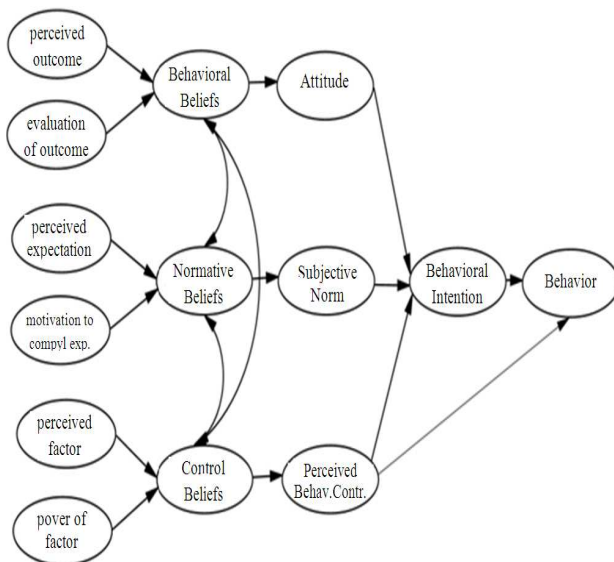 perceived
outcome
evaluation
of outcome
Behavioral
Beliefs
Attitude
perceived
expectation
motivation to
compyl exp.
Normative
Beliefs
Subjective
Norm
Behavioral
Intention
Behavior
perceived
factor
pover of
factor
Control
Beliefs
Perceived
Behav.Contr.